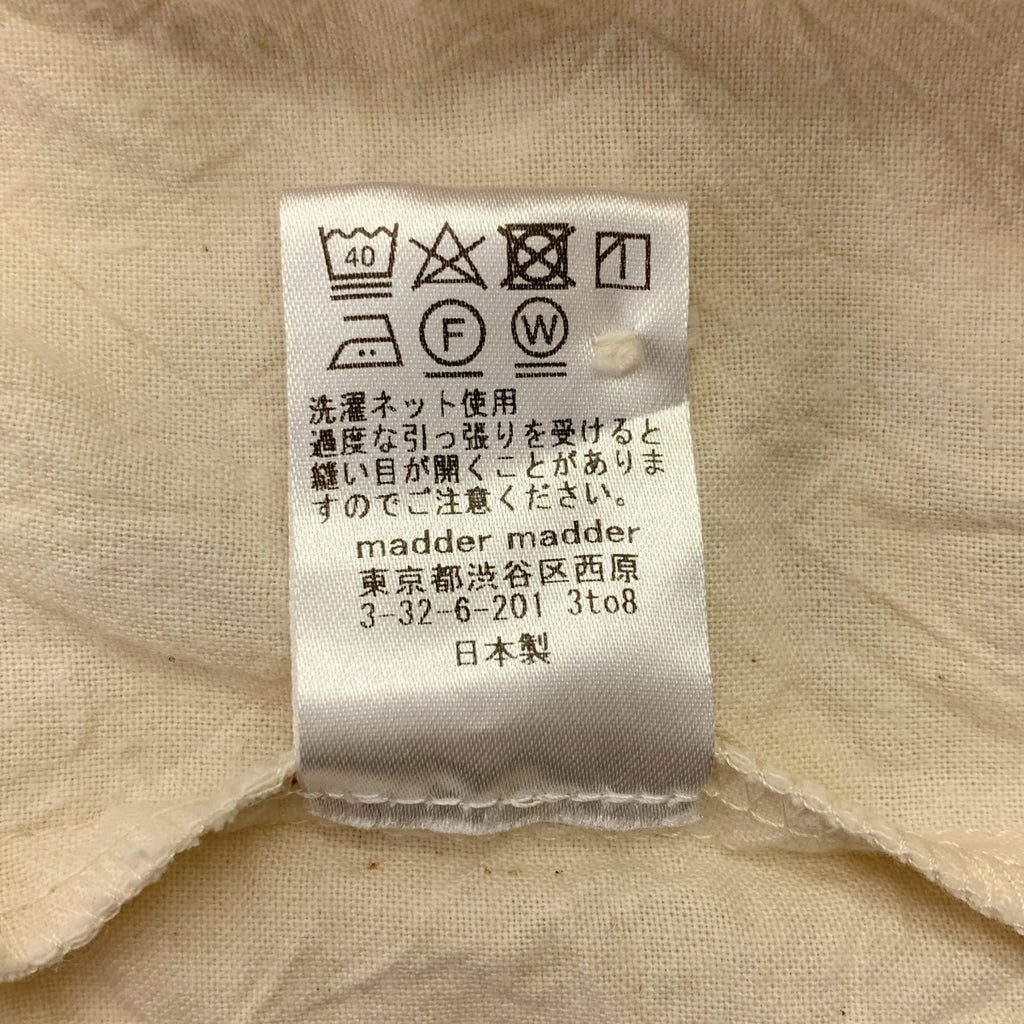 40
F W
洗濯ネット使用
過度な引っ張りを受けると
縫い目が開くことがありま
すのでご注意ください。
madder madder
東京都渋谷区西原
3-32-6-201 3to8
日本製